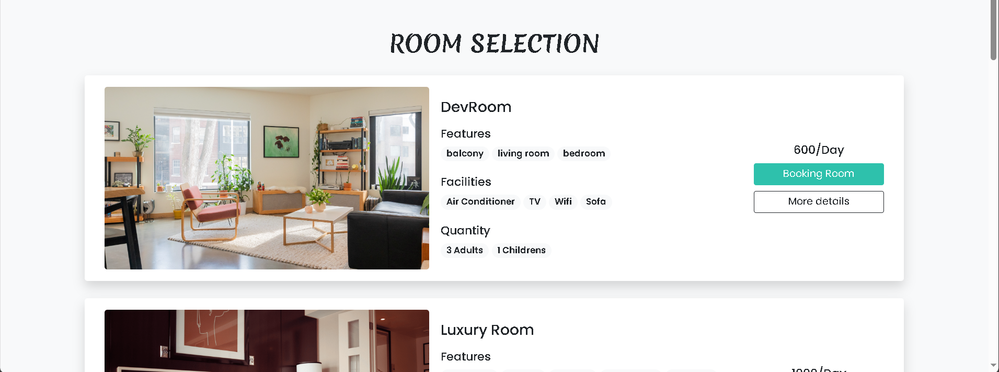 ROOM SELECTION
DevRoom
Features
balcony living room bedroom
Facilities
Air Conditioner TV Wifi Sofa
Quantity
3 Adults 1 Childrens
600/Day
Booking Room
More details
Luxury Room
Features